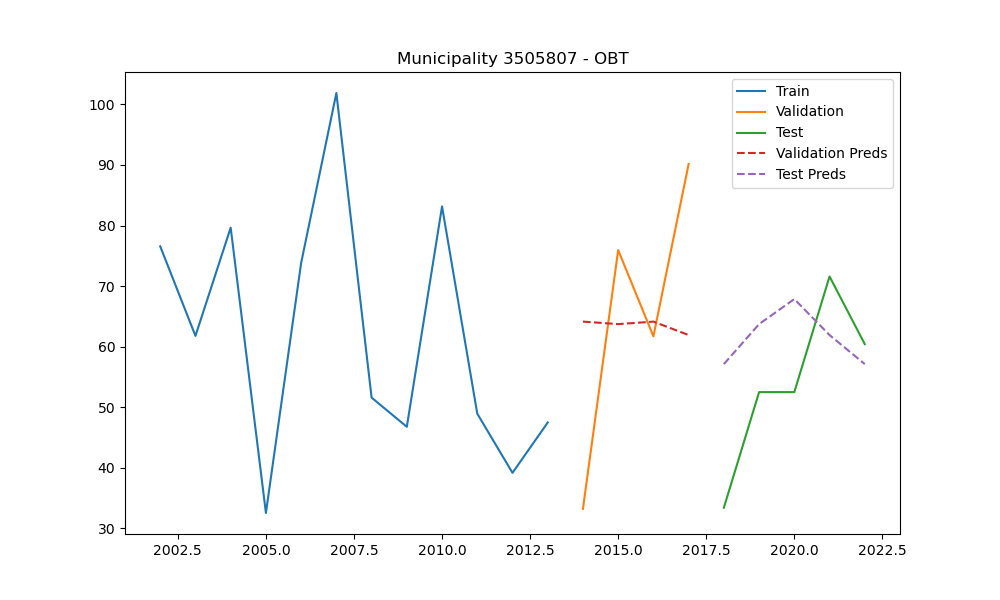 Municipality 3505807 - OBT
Train
Validation
Test
Validation Preds
Test Preds
100
90
80
70
60
50
40
30
2002.5 2005.0 2007.5 2010.0 2012.5 2015.0 2017.5 2020.0 2022.5